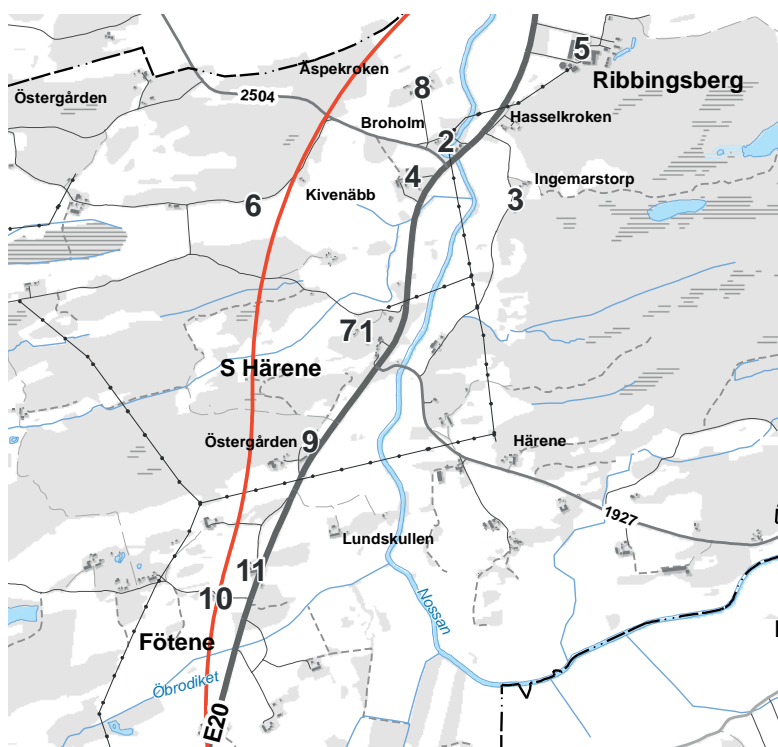 5
Äspekroken
Ribbingsberg
8
Östergården
2504
Hasselkroken
Broholm
2
4
Ingemarstorp
Kivenäbb
3
6
71
S Härene
Östergården
9
Härene
1927
Lundskullen
11
10
Nossan
Fötene
Öbrodiket
E20